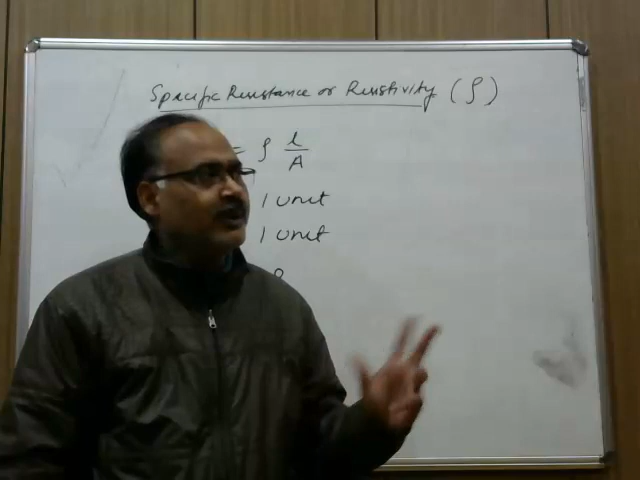 Specific Resistance or Resistivity (ρ)
= ρ l/A
1 unit
1 unit